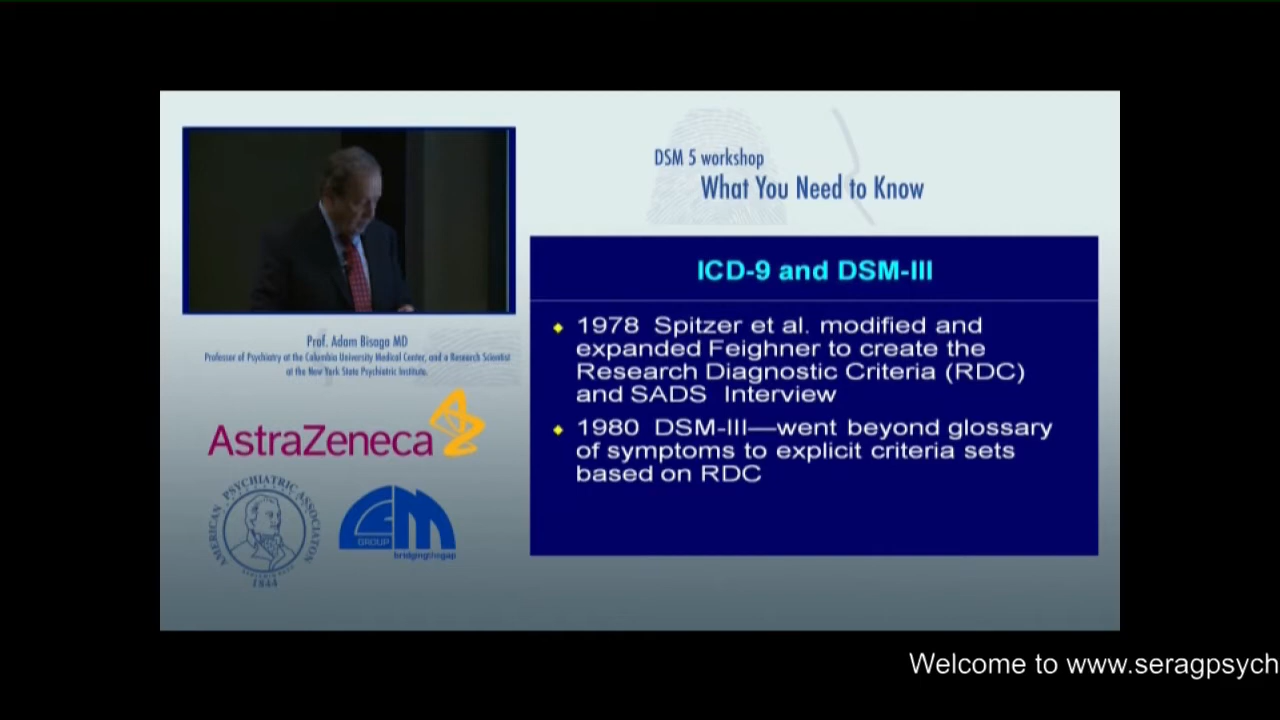 DSM 5 workshop
What You Need to Know
ICD-9 and DSM-III
1978 Spitzer et al. modified and
expanded Feighner to create the
Research Diagnostic Criteria (RDC)
and SADS Interview
1980 DSM-III—went beyond glossary
of symptoms to explicit criteria sets
based on RDC
Prof. Adam Bisaga MD
Professor of Psychiatry at the Columbia University Medical Center, and a Research Scientist
at the New York State Psychiatric Institute.
AstraZeneca
AMERICAN PSYCHIATRIC ASSOCIATION
1844
GROUP
bridgingthegap
Welcome to www.seragpsych